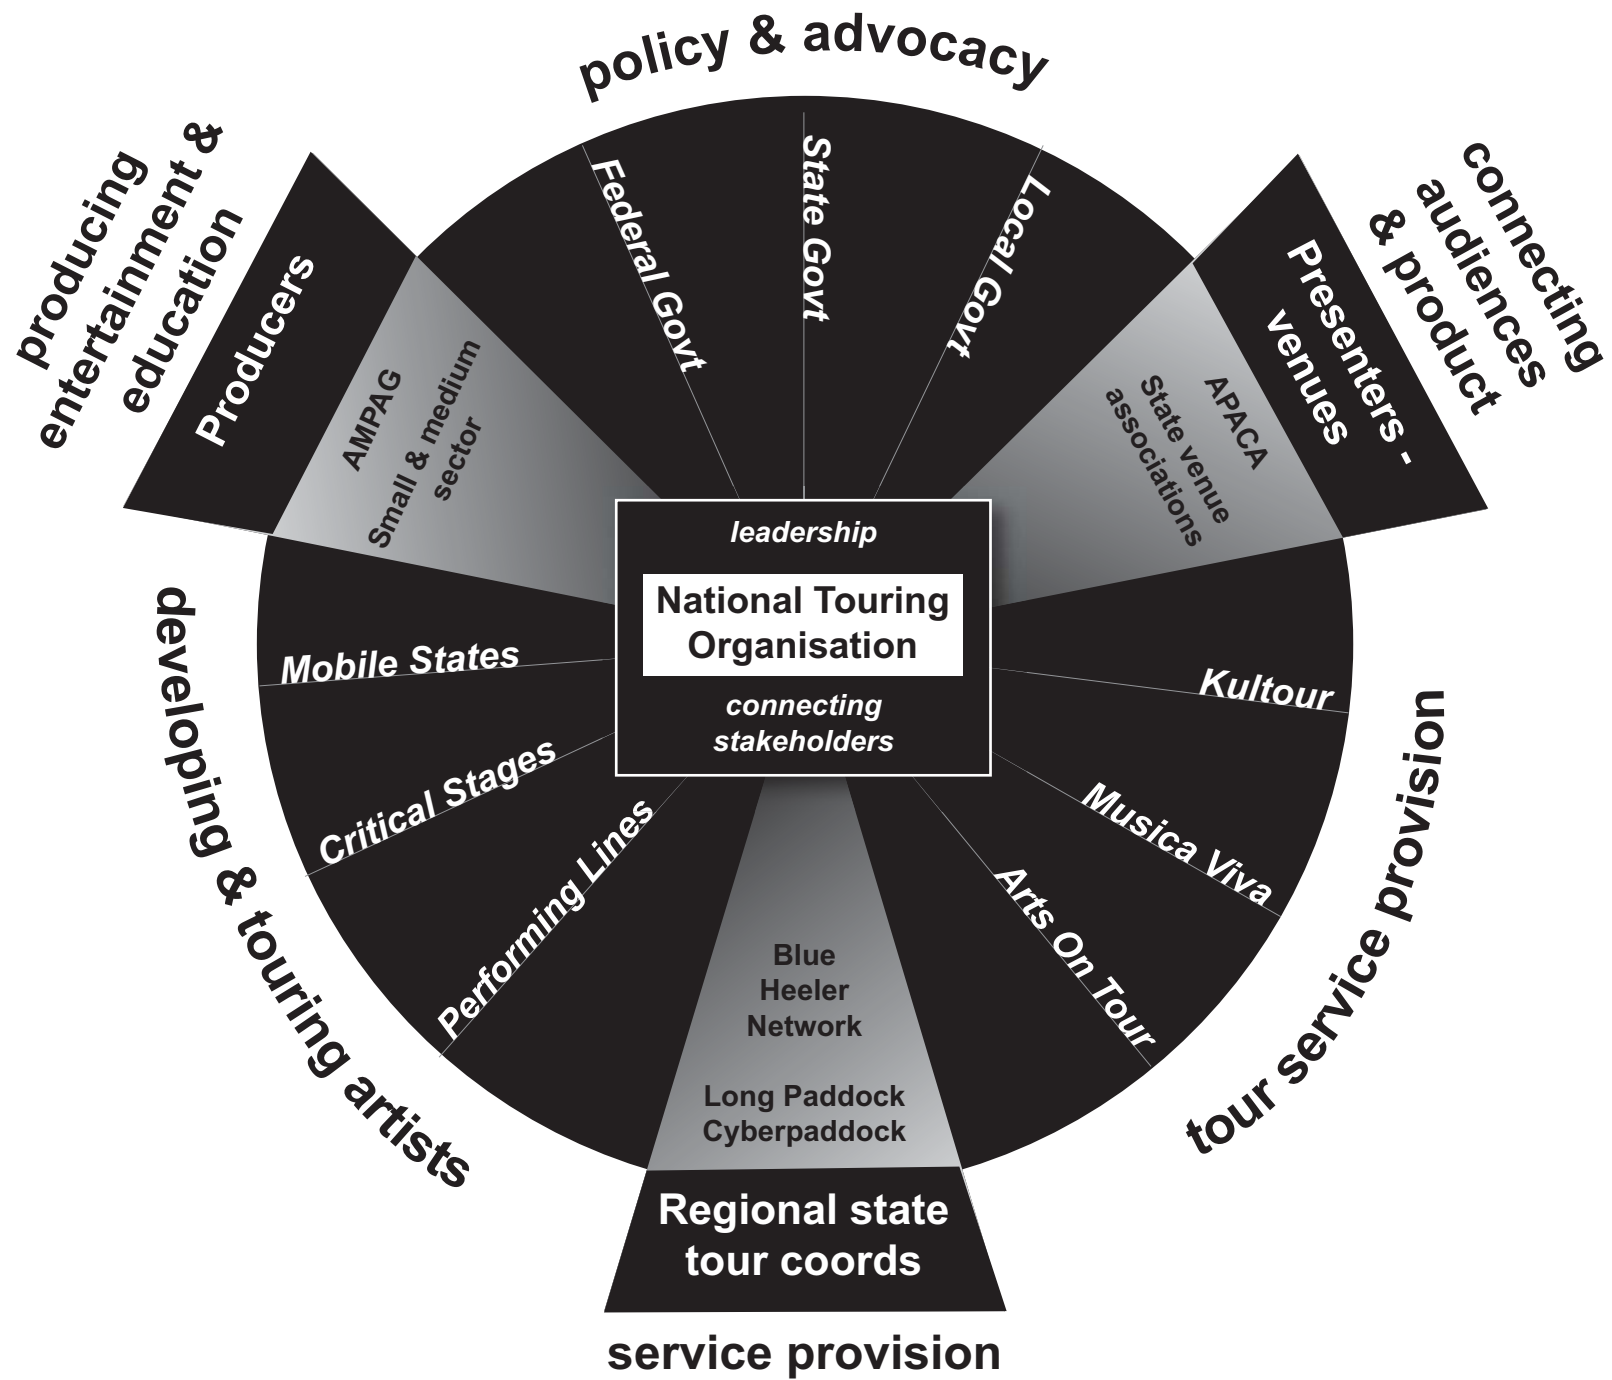 policy & advocacy
producing
entertainment &
education
Producers
AMPAG
Small & medium
sector
Federal Govt
State Govt
Local Govt
connecting
audiences
& product
Presenters -
venues
APACA
State venue
associations
leadership
National Touring
Organisation
connecting
stakeholders
developing & touring artists
Mobile States
Critical Stages
Performing Lines
Kultour
Musica Viva
Arts On Tour
tour service provision
Blue
Heeler
Network
Long Paddock
Cyberpaddock
Regional state
tour coords
service provision